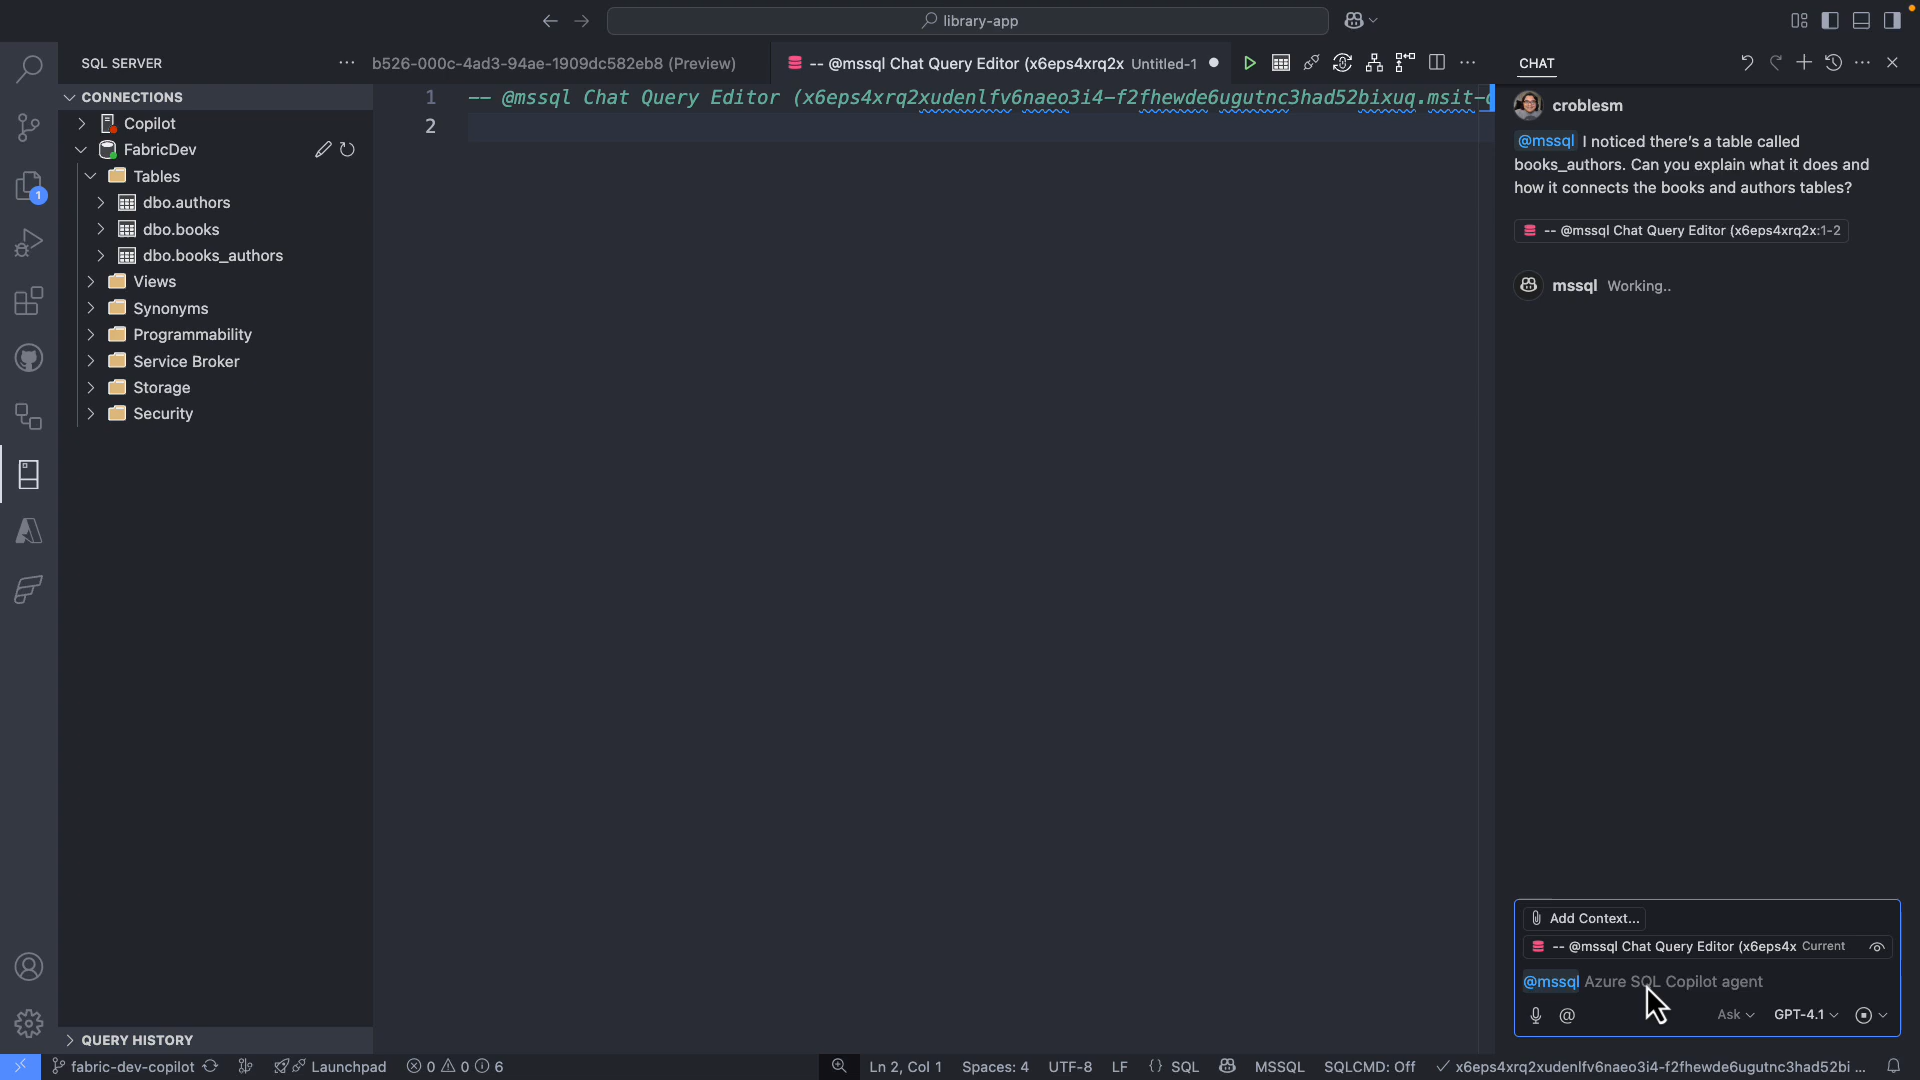 library-app
SQL SERVER
b526-000c-4ad3-94ae-1909dc582eb8 (Preview)
-- @mssql Chat Query Editor (x6eps4xrq2x Untitled-1
CHAT
CONNECTIONS
Copilot
FabricDev
Tables
dbo.authors
dbo.books
dbo.books_authors
Views
Synonyms
Programmability
Service Broker
Storage
Security
1
QUERY HISTORY
1 -- @mssql Chat Query Editor (x6eps4xrq2xudenlfv6naeo3i4-f2fhewde6ugutnc3had52bixuq.msit-
2
croblesm
@mssql I noticed there's a table called
books_authors. Can you explain what it does and
how it connects the books and authors tables?
-- @mssql Chat Query Editor (x6eps4xrq2x:1-2
mssql Working..
Add Context...
-- @mssql Chat Query Editor (x6eps4x Current
@mssql Azure SQL Copilot agent
@ Ask GPT-4.1
fabric-dev-copilot Launchpad 0 0 6
Ln 2, Col 1 Spaces: 4 UTF-8 LF {} SQL MSSQL SQLCMD: Off x6eps4xrq2xudenlfv6naeo3i4-f2fhewde6ugutnc3had52bi ...